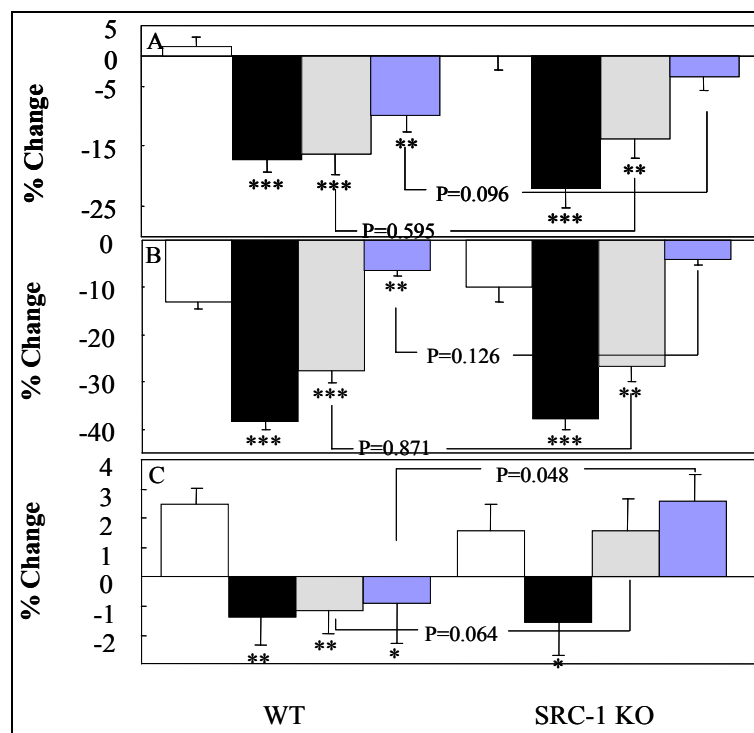 A
5
0
-5
-15
-25
% Change
*** *** ** *** **
P=0.096
P=0.595
B
0
-10
-20
-30
-40
% Change
*** *** ** *** **
P=0.126
P=0.871
C
4
3
2
1
0
-1
-2
% Change
P=0.048
P=0.064
** ** * *
WT SRC-1 KO